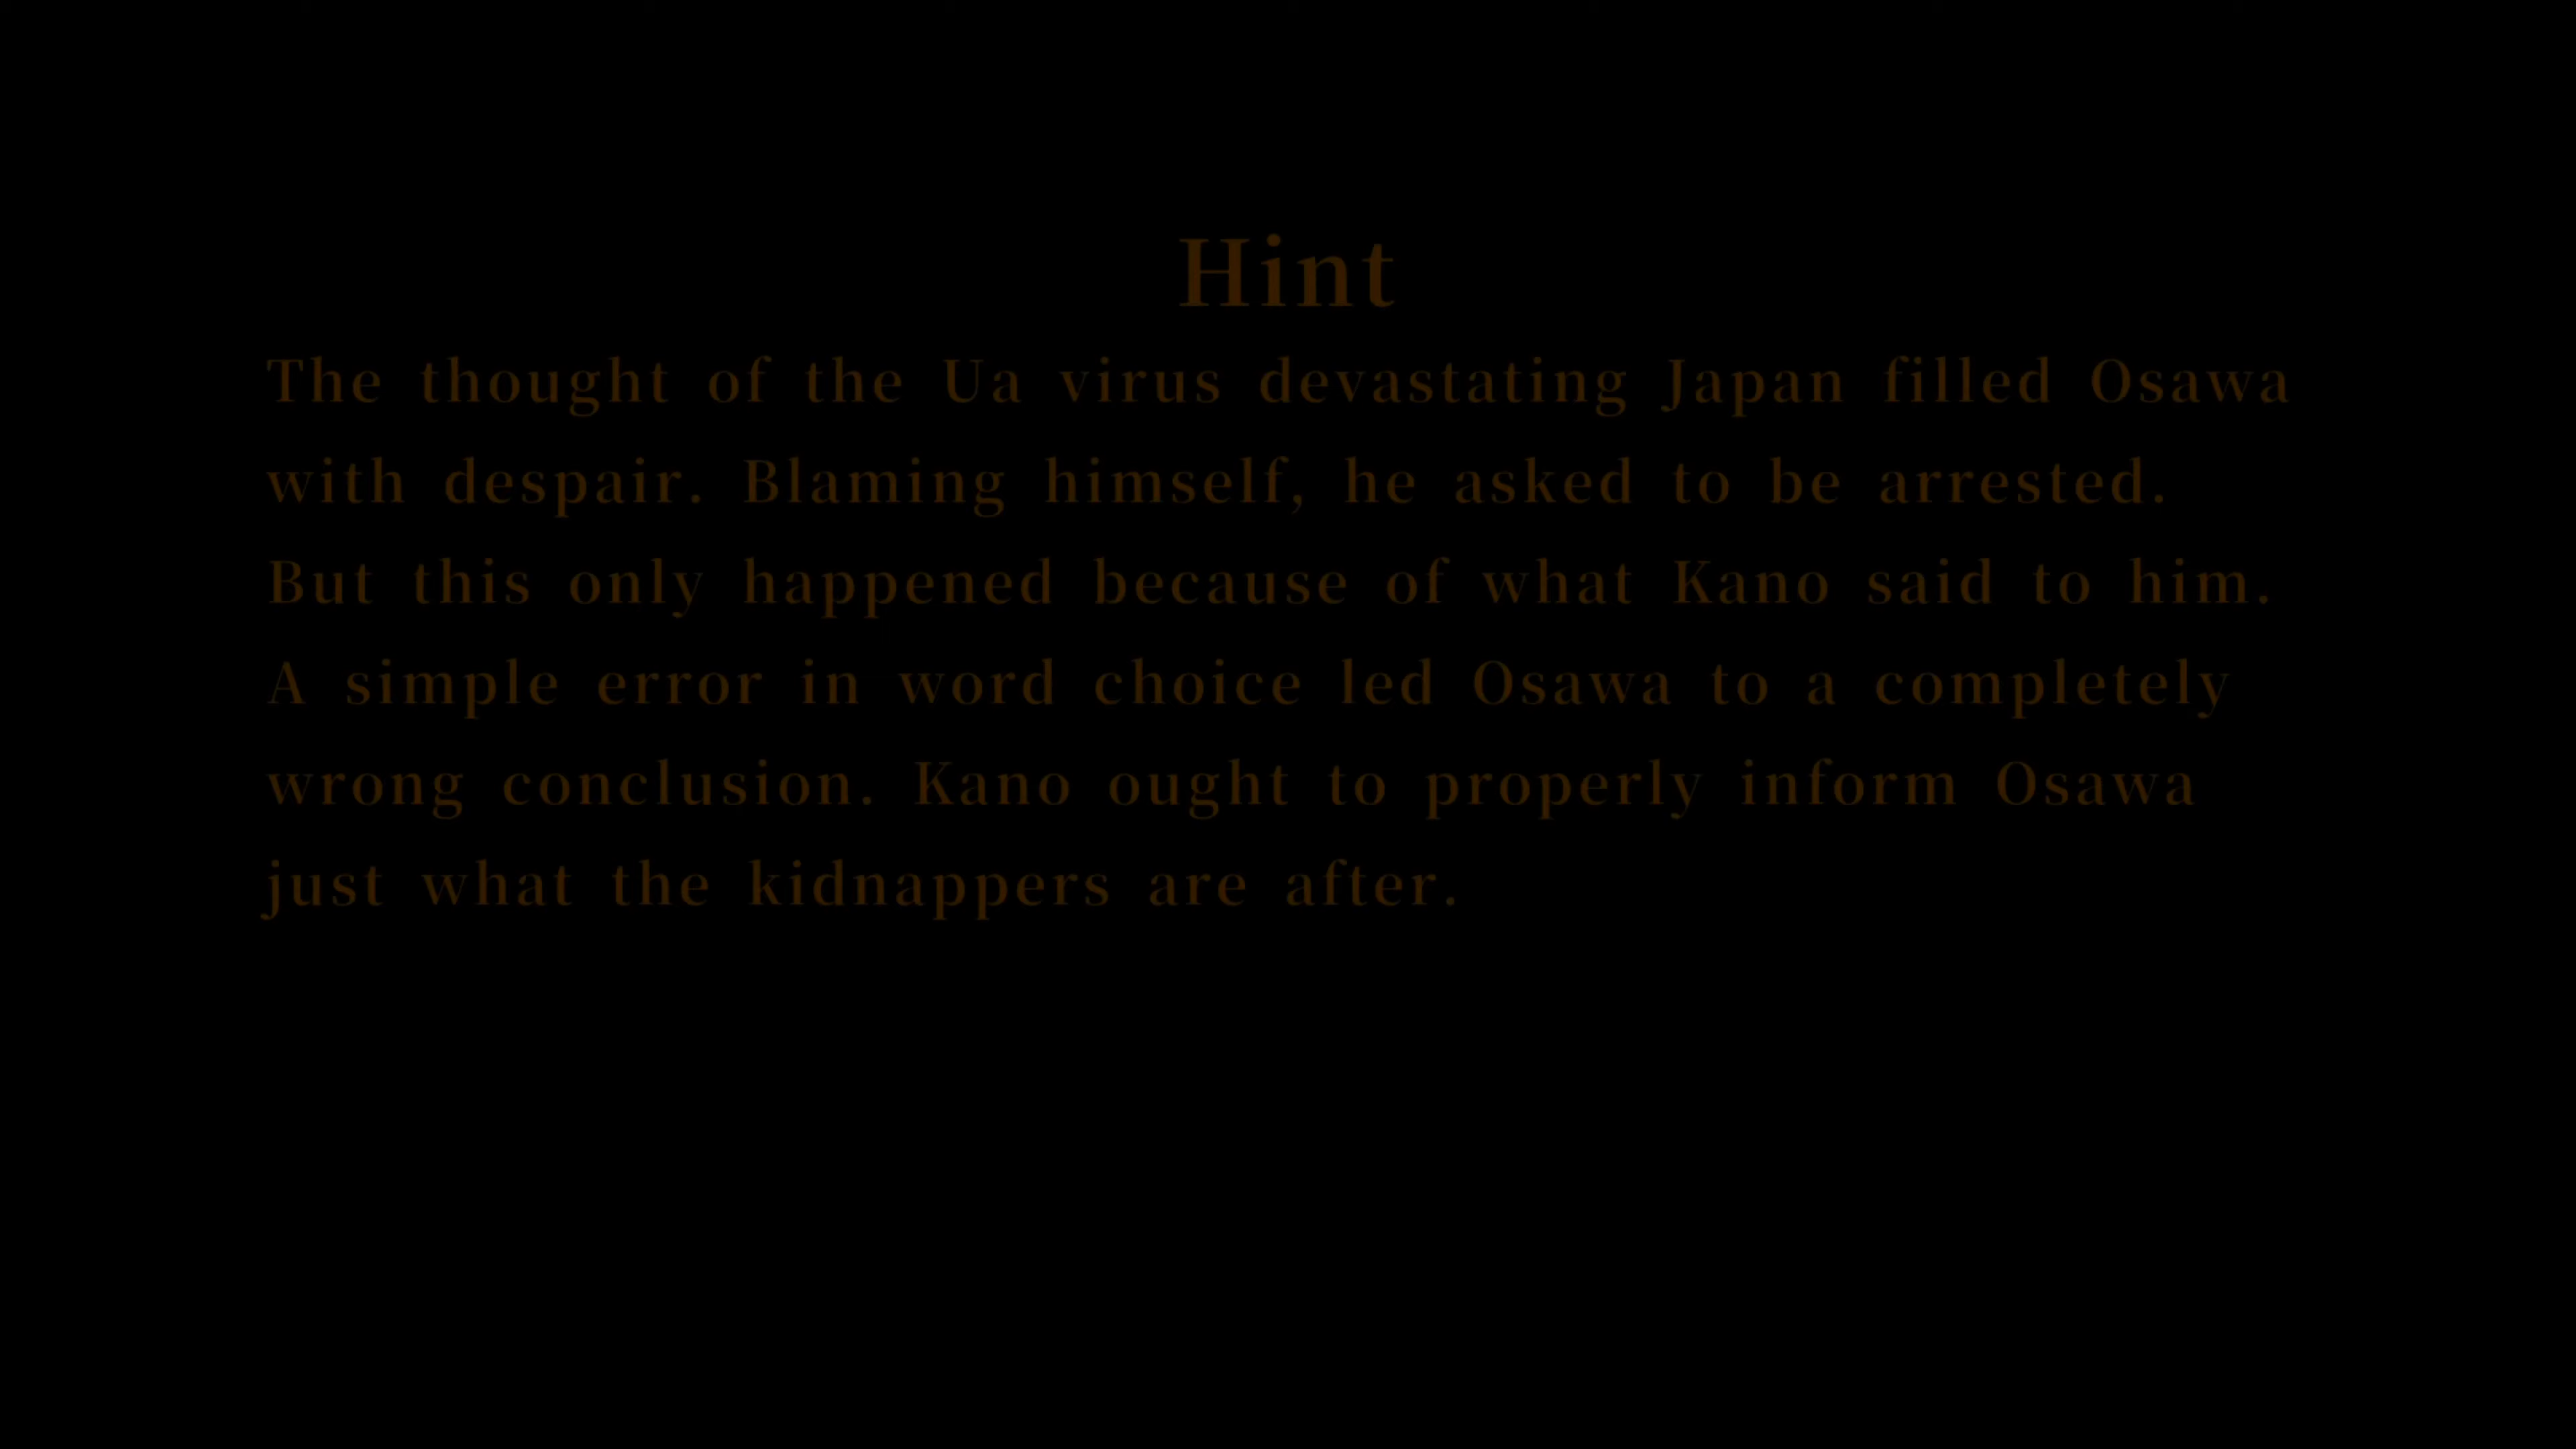 Hint
The thought of the Ua virus devastating Japan filled Osawa
with despair. Blaming himself, he asked to be arrested.
But this only happened because of what Kano said to him.
A simple error in word choice led Osawa to a completely
wrong conclusion. Kano ought to properly inform Osawa
just what the kidnappers are after.